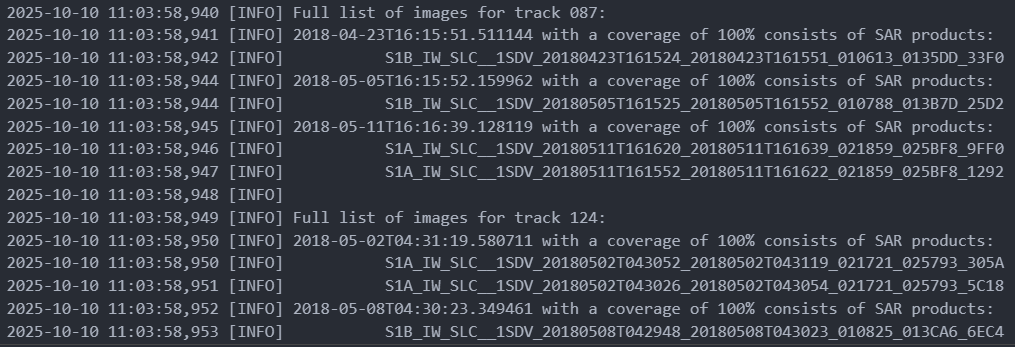 2025-10-10 11:03:58,940 [INFO] Full list of images for track 087:
2025-10-10 11:03:58,941 [INFO] 2018-04-23T16:15:51.511144 with a coverage of 100% consists of SAR products:
2025-10-10 11:03:58,942 [INFO]          S1B_IW_SLC__1SDV_20180423T161524_20180423T161551_010613_0135DD_33F0
2025-10-10 11:03:58,944 [INFO] 2018-05-05T16:15:52.159962 with a coverage of 100% consists of SAR products:
2025-10-10 11:03:58,944 [INFO]          S1B_IW_SLC__1SDV_20180505T161525_20180505T161552_010788_013B7D_25D2
2025-10-10 11:03:58,945 [INFO] 2018-05-11T16:16:39.128119 with a coverage of 100% consists of SAR products:
2025-10-10 11:03:58,946 [INFO]          S1A_IW_SLC__1SDV_20180511T161620_20180511T161639_021859_025BF8_9FF0
2025-10-10 11:03:58,947 [INFO]          S1A_IW_SLC__1SDV_20180511T161552_20180511T161622_021859_025BF8_1292
2025-10-10 11:03:58,948 [INFO]
2025-10-10 11:03:58,949 [INFO] Full list of images for track 124:
2025-10-10 11:03:58,950 [INFO] 2018-05-02T04:31:19.580711 with a coverage of 100% consists of SAR products:
2025-10-10 11:03:58,950 [INFO]          S1A_IW_SLC__1SDV_20180502T043052_20180502T043119_021721_025793_305A
2025-10-10 11:03:58,951 [INFO]          S1A_IW_SLC__1SDV_20180502T043026_20180502T043054_021721_025793_5C18
2025-10-10 11:03:58,952 [INFO] 2018-05-08T04:30:23.349461 with a coverage of 100% consists of SAR products:
2025-10-10 11:03:58,953 [INFO]          S1B_IW_SLC__1SDV_20180508T042948_20180508T043023_010825_013CA6_6EC4